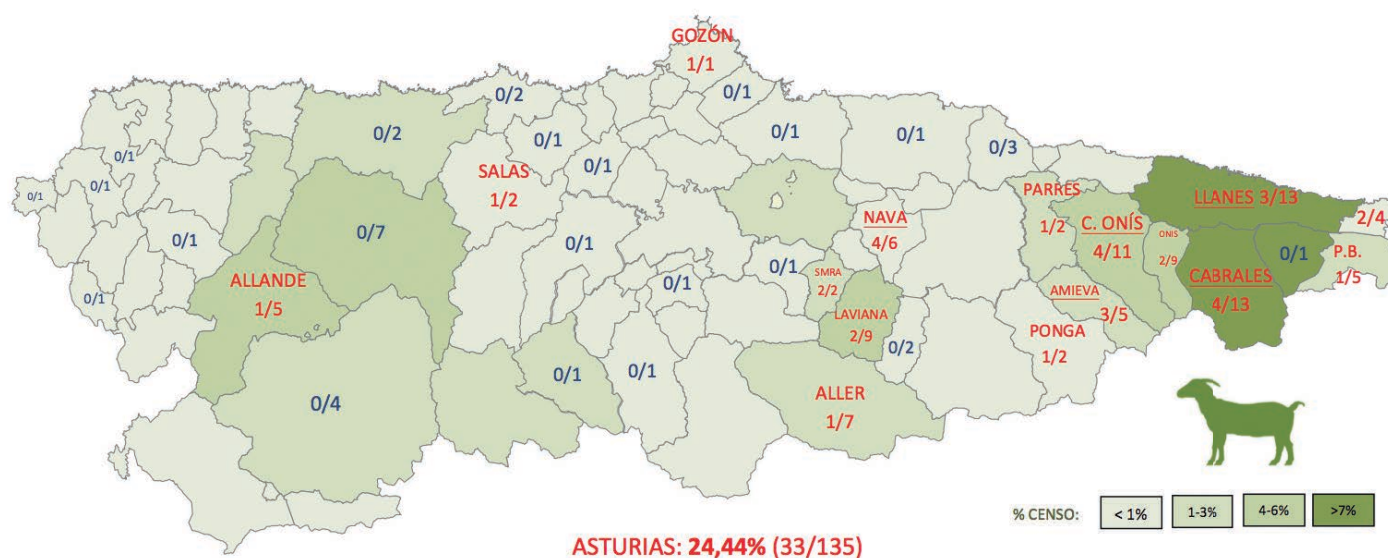 GOZÓN
1/1
0/2
0/1
0/2
0/1
0/1
0/1
0/3
0/1
0/1
0/1
0/1
SALAS
1/2
PARRES
1/2
LLANES 3/13
2/4
NAVA
4/6
C. ONÍS
4/11
ONIS
2/9
0/1
P.B.
1/5
0/7
0/1
0/1
0/1
ALLANDE
1/5
0/1
0/1
SMRA
2/2
LAVIANA
2/9
AMIEVA
3/5
CABRALES
4/13
0/2
PONGA
1/2
0/1
0/1
0/4
ALLER
1/7
% CENSO:
< 1%
1-3%
4-6%
>7%
ASTURIAS: 24,44% (33/135)